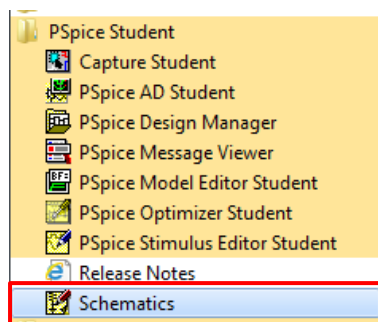 PSpice Student
Capture Student
PSpice AD Student
PSpice Design Manager
PSpice Message Viewer
PSpice Model Editor Student
PSpice Optimizer Student
PSpice Stimulus Editor Student
Release Notes
Schematics